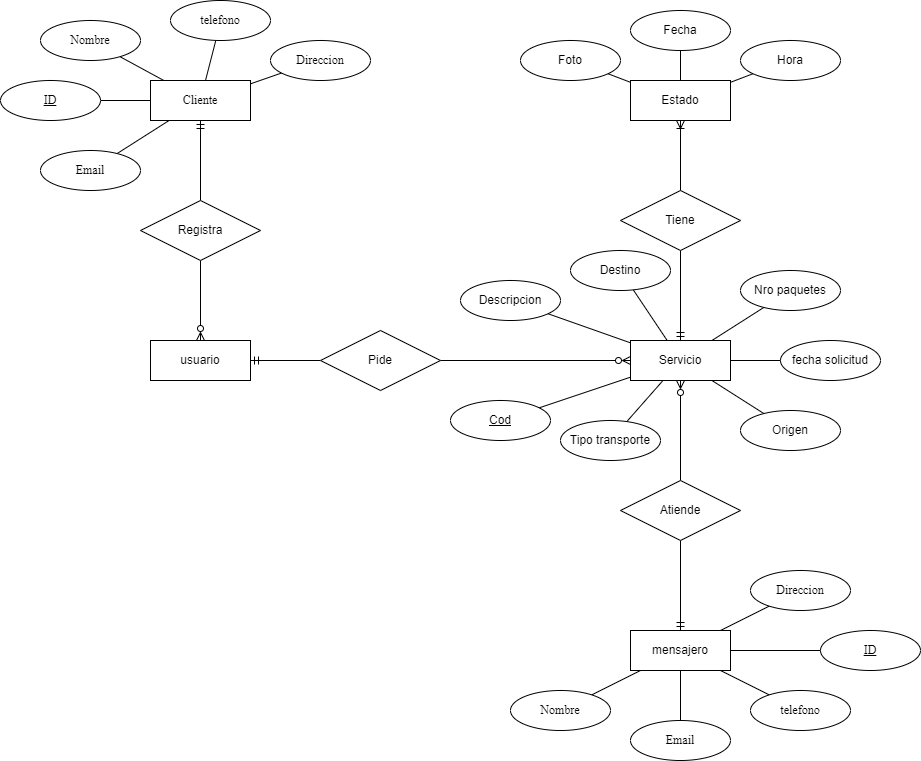 telefono
Nombre
Direccion
ID
Cliente
Email
Registra
usuario
Pide
Fecha
Foto
Hora
Estado
Tiene
Destino
Descripcion
Nro paquetes
Servicio
fecha solicitud
Cod
Tipo transporte
Origen
Atiende
Direccion
mensajero
ID
Nombre
telefono
Email